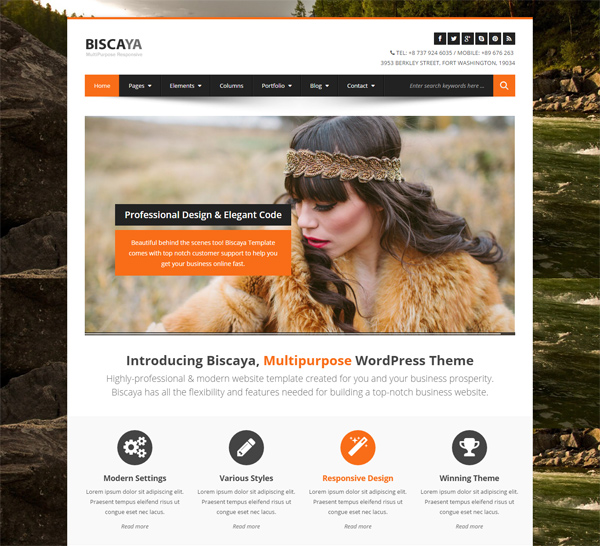 BISCAYA
MultiPurpose Responsive
TEL: +8 737 924 6035 / MOBILE: +89 676 263
3953 BERKLEY STREET, FORT WASHINGTON, 19034
Home Pages Elements Columns Portfolio Blog Contact Enter search keywords here ...
Professional Design & Elegant Code
Beautiful behind the scenes too! Biscaya Template
comes with top notch customer support to help you
get your business online fast.
Introducing Biscaya, Multipurpose WordPress Theme
Highly-professional & modern website template created for you and your business prosperity.
Biscaya has all the flexibility and features needed for building a top-notch business website.
Modern Settings
Lorem ipsum dolor sit adipiscing elit.
Praesent tempus eleifend risus ut
congue eset nec lacus.
Read more
Various Styles
Lorem ipsum dolor sit adipiscing elit.
Praesent tempus eleifend risus ut
congue eset nec lacus.
Read more
Responsive Design
Lorem ipsum dolor sit adipiscing elit.
Praesent tempus eleifend risus ut
congue eset nec lacus.
Read more
Winning Theme
Lorem ipsum dolor sit adipiscing elit.
Praesent tempus eleifend risus ut
congue eset nec lacus.
Read more